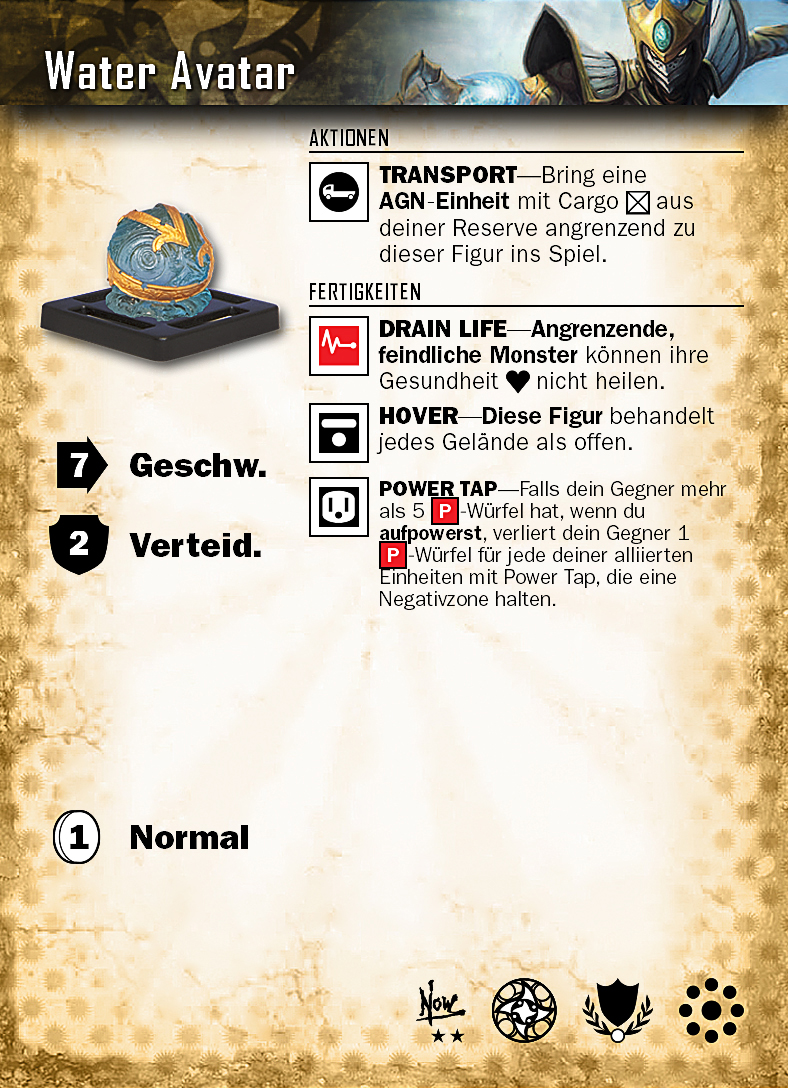 Water Avatar
AKTIONEN
TRANSPORT—Bring eine
AGN-Einheit mit Cargo aus
deiner Reserve angrenzend zu
dieser Figur ins Spiel.
FERTIGKEITEN
DRAIN LIFE—Angrenzende,
feindliche Monster können ihre
Gesundheit nicht heilen.
HOVER—Diese Figur behandelt
jedes Gelände als offen.
POWER TAP—Falls dein Gegner mehr
als 5 P-Würfel hat, wenn du
aufpowerst, verliert dein Gegner 1
P-Würfel für jede deiner alliierten
Einheiten mit Power Tap, die eine
Negativzone halten.
7 Geschw.
2 Verteid.
1 Normal
Now